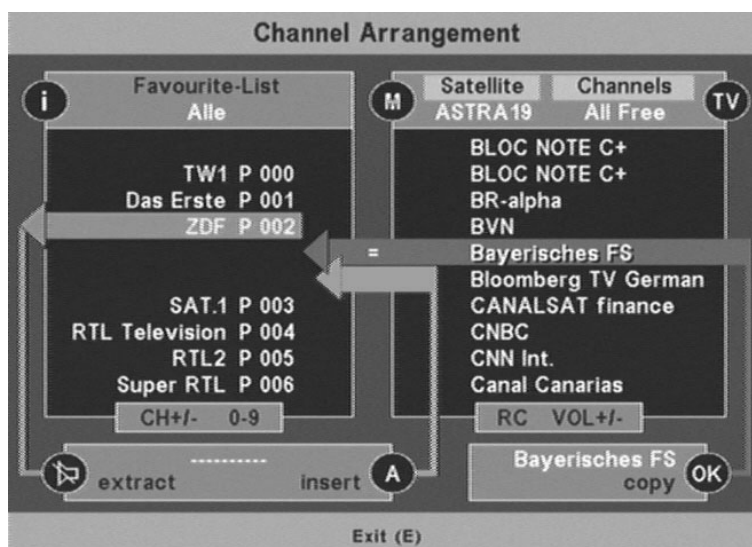 Channel Arrangement
i
Favourite-List
Alle
TW1 P 000
Das Erste P 001
ZDF P 002
SAT.1 P 003
RTL Television P 004
RTL2 P 005
Super RTL P 006
CH+/- 0-9
M
Satellite Channels
TV
ASTRA19 All Free
BLOC NOTE C+
BLOC NOTE C+
BR-alpha
BVN
= Bayerisches FS
Bloomberg TV German
CANALSAT finance
CNBC
CNN Int.
Canal Canarias
RC VOL+/-
---------
extract insert
A
Bayerisches FS
copy
OK
Exit (E)